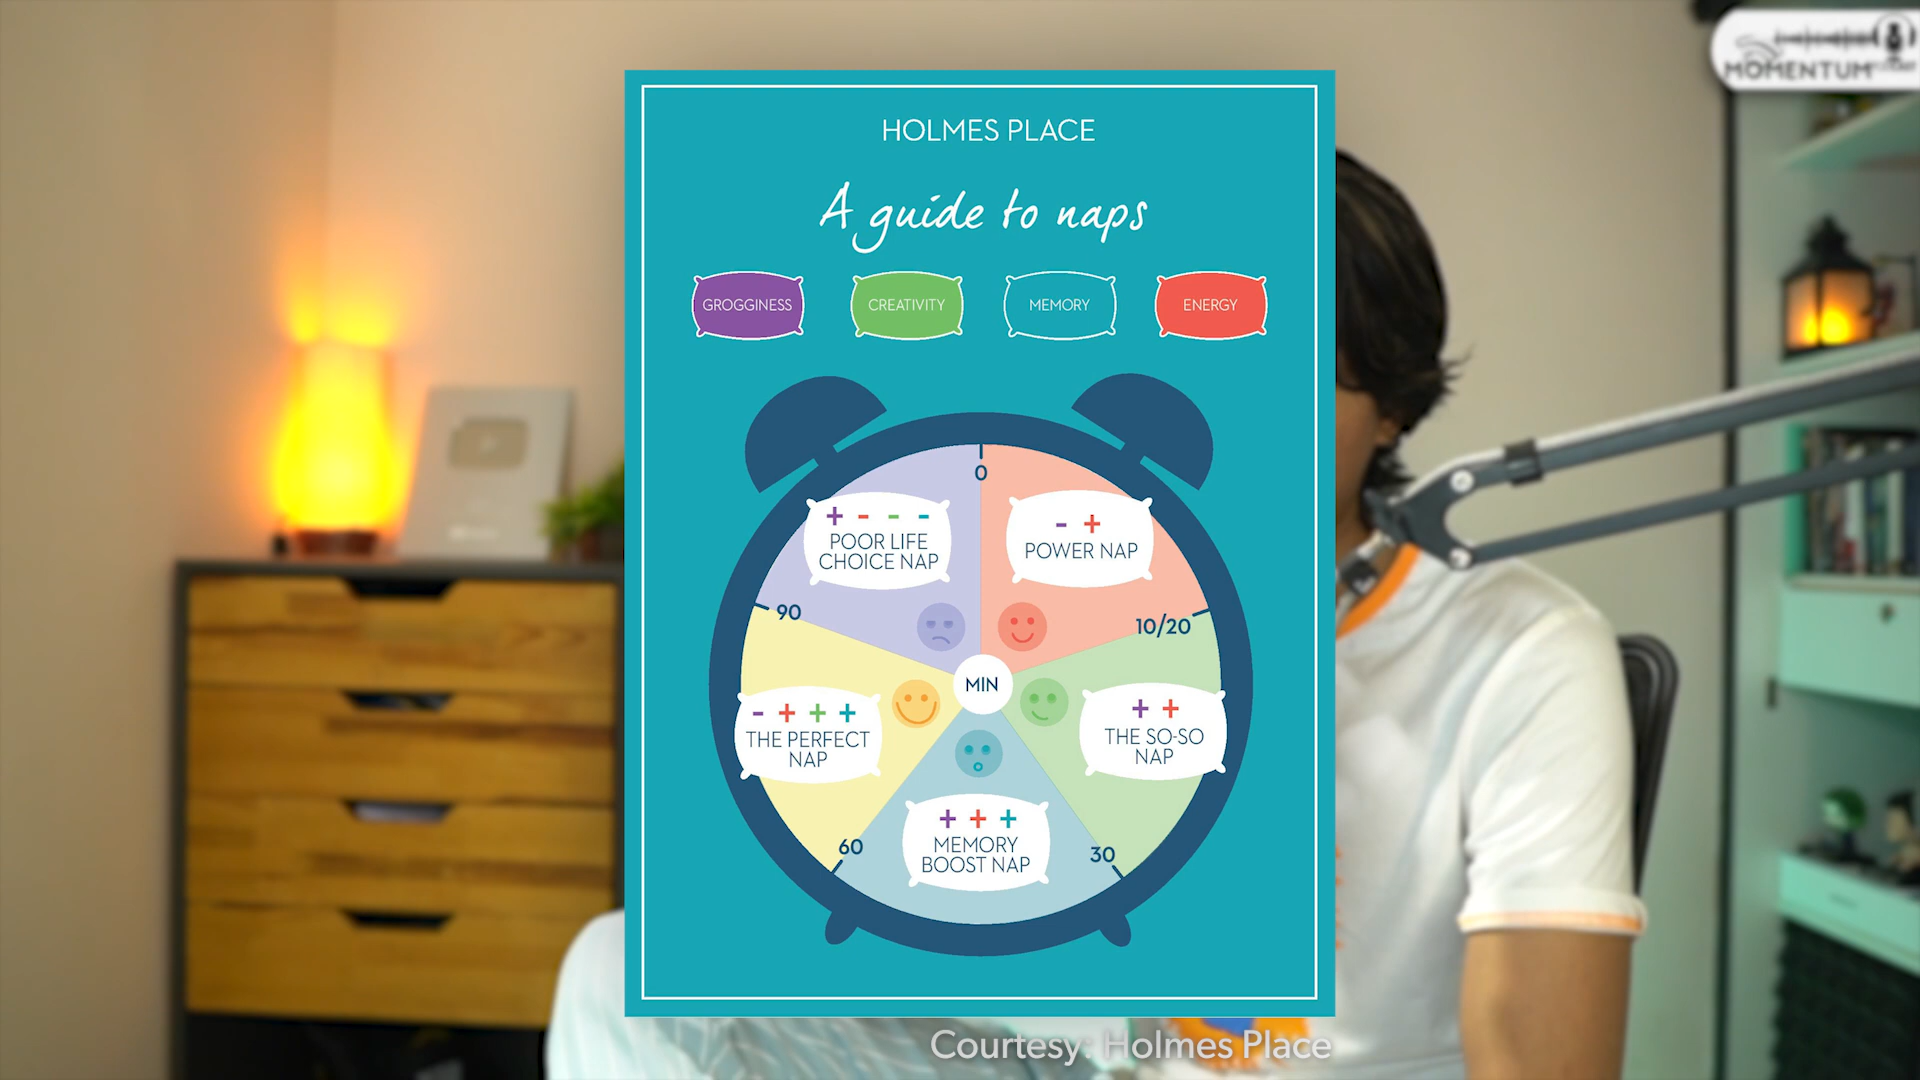 MOMENTUM
HOLMES PLACE
A guide to naps
GROGGINESS
CREATIVITY
MEMORY
ENERGY
0
+ - - -
POOR LIFE
CHOICE NAP
- +
POWER NAP
90
10/20
MIN
- + + +
THE PERFECT
NAP
+ +
THE SO-SO
NAP
+ + +
MEMORY
BOOST NAP
60
30
Courtesy: Holmes Place